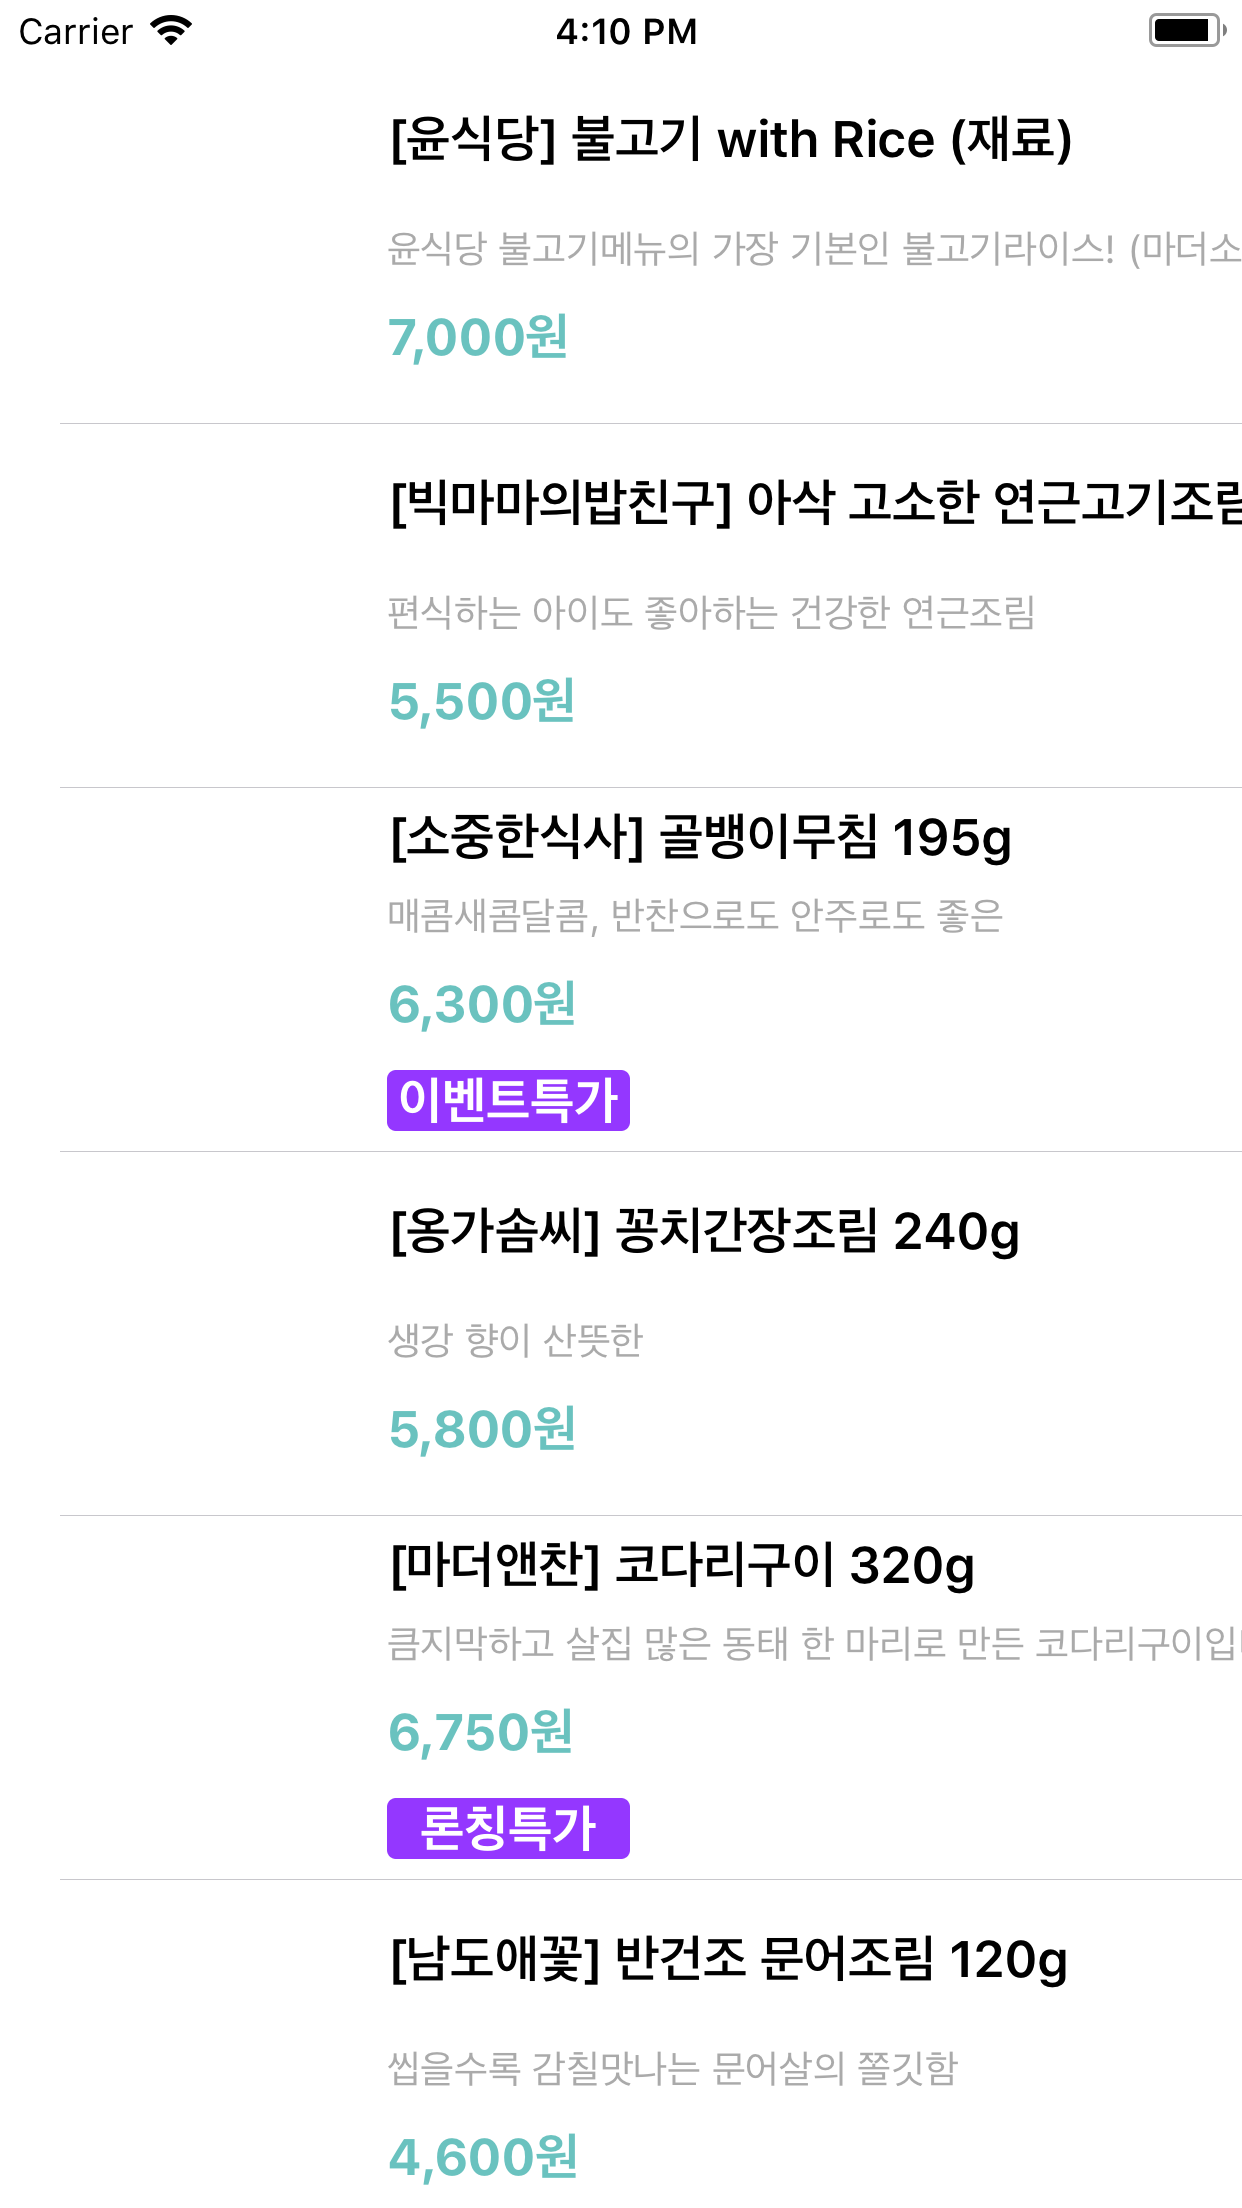 Carrier 4:10 PM
[윤식당] 불고기 with Rice (재료)
윤식당 불고기메뉴의 가장 기본인 불고기라이스! (마더소
7,000원
[빅마마의밥친구] 아삭 고소한 연근고기조림
편식하는 아이도 좋아하는 건강한 연근조림
5,500원
[소중한식사] 골뱅이무침 195g
매콤새콤달콤, 반찬으로도 안주로도 좋은
6,300원
이벤트특가
[옹가솜씨] 꽁치간장조림 240g
생강 향이 산뜻한
5,800원
[마더앤찬] 코다리구이 320g
큼지막하고 살집 많은 동태 한 마리로 만든 코다리구이입
6,750원
론칭특가
[남도애꽃] 반건조 문어조림 120g
씹을수록 감칠맛나는 문어살의 쫄깃함
4,600원